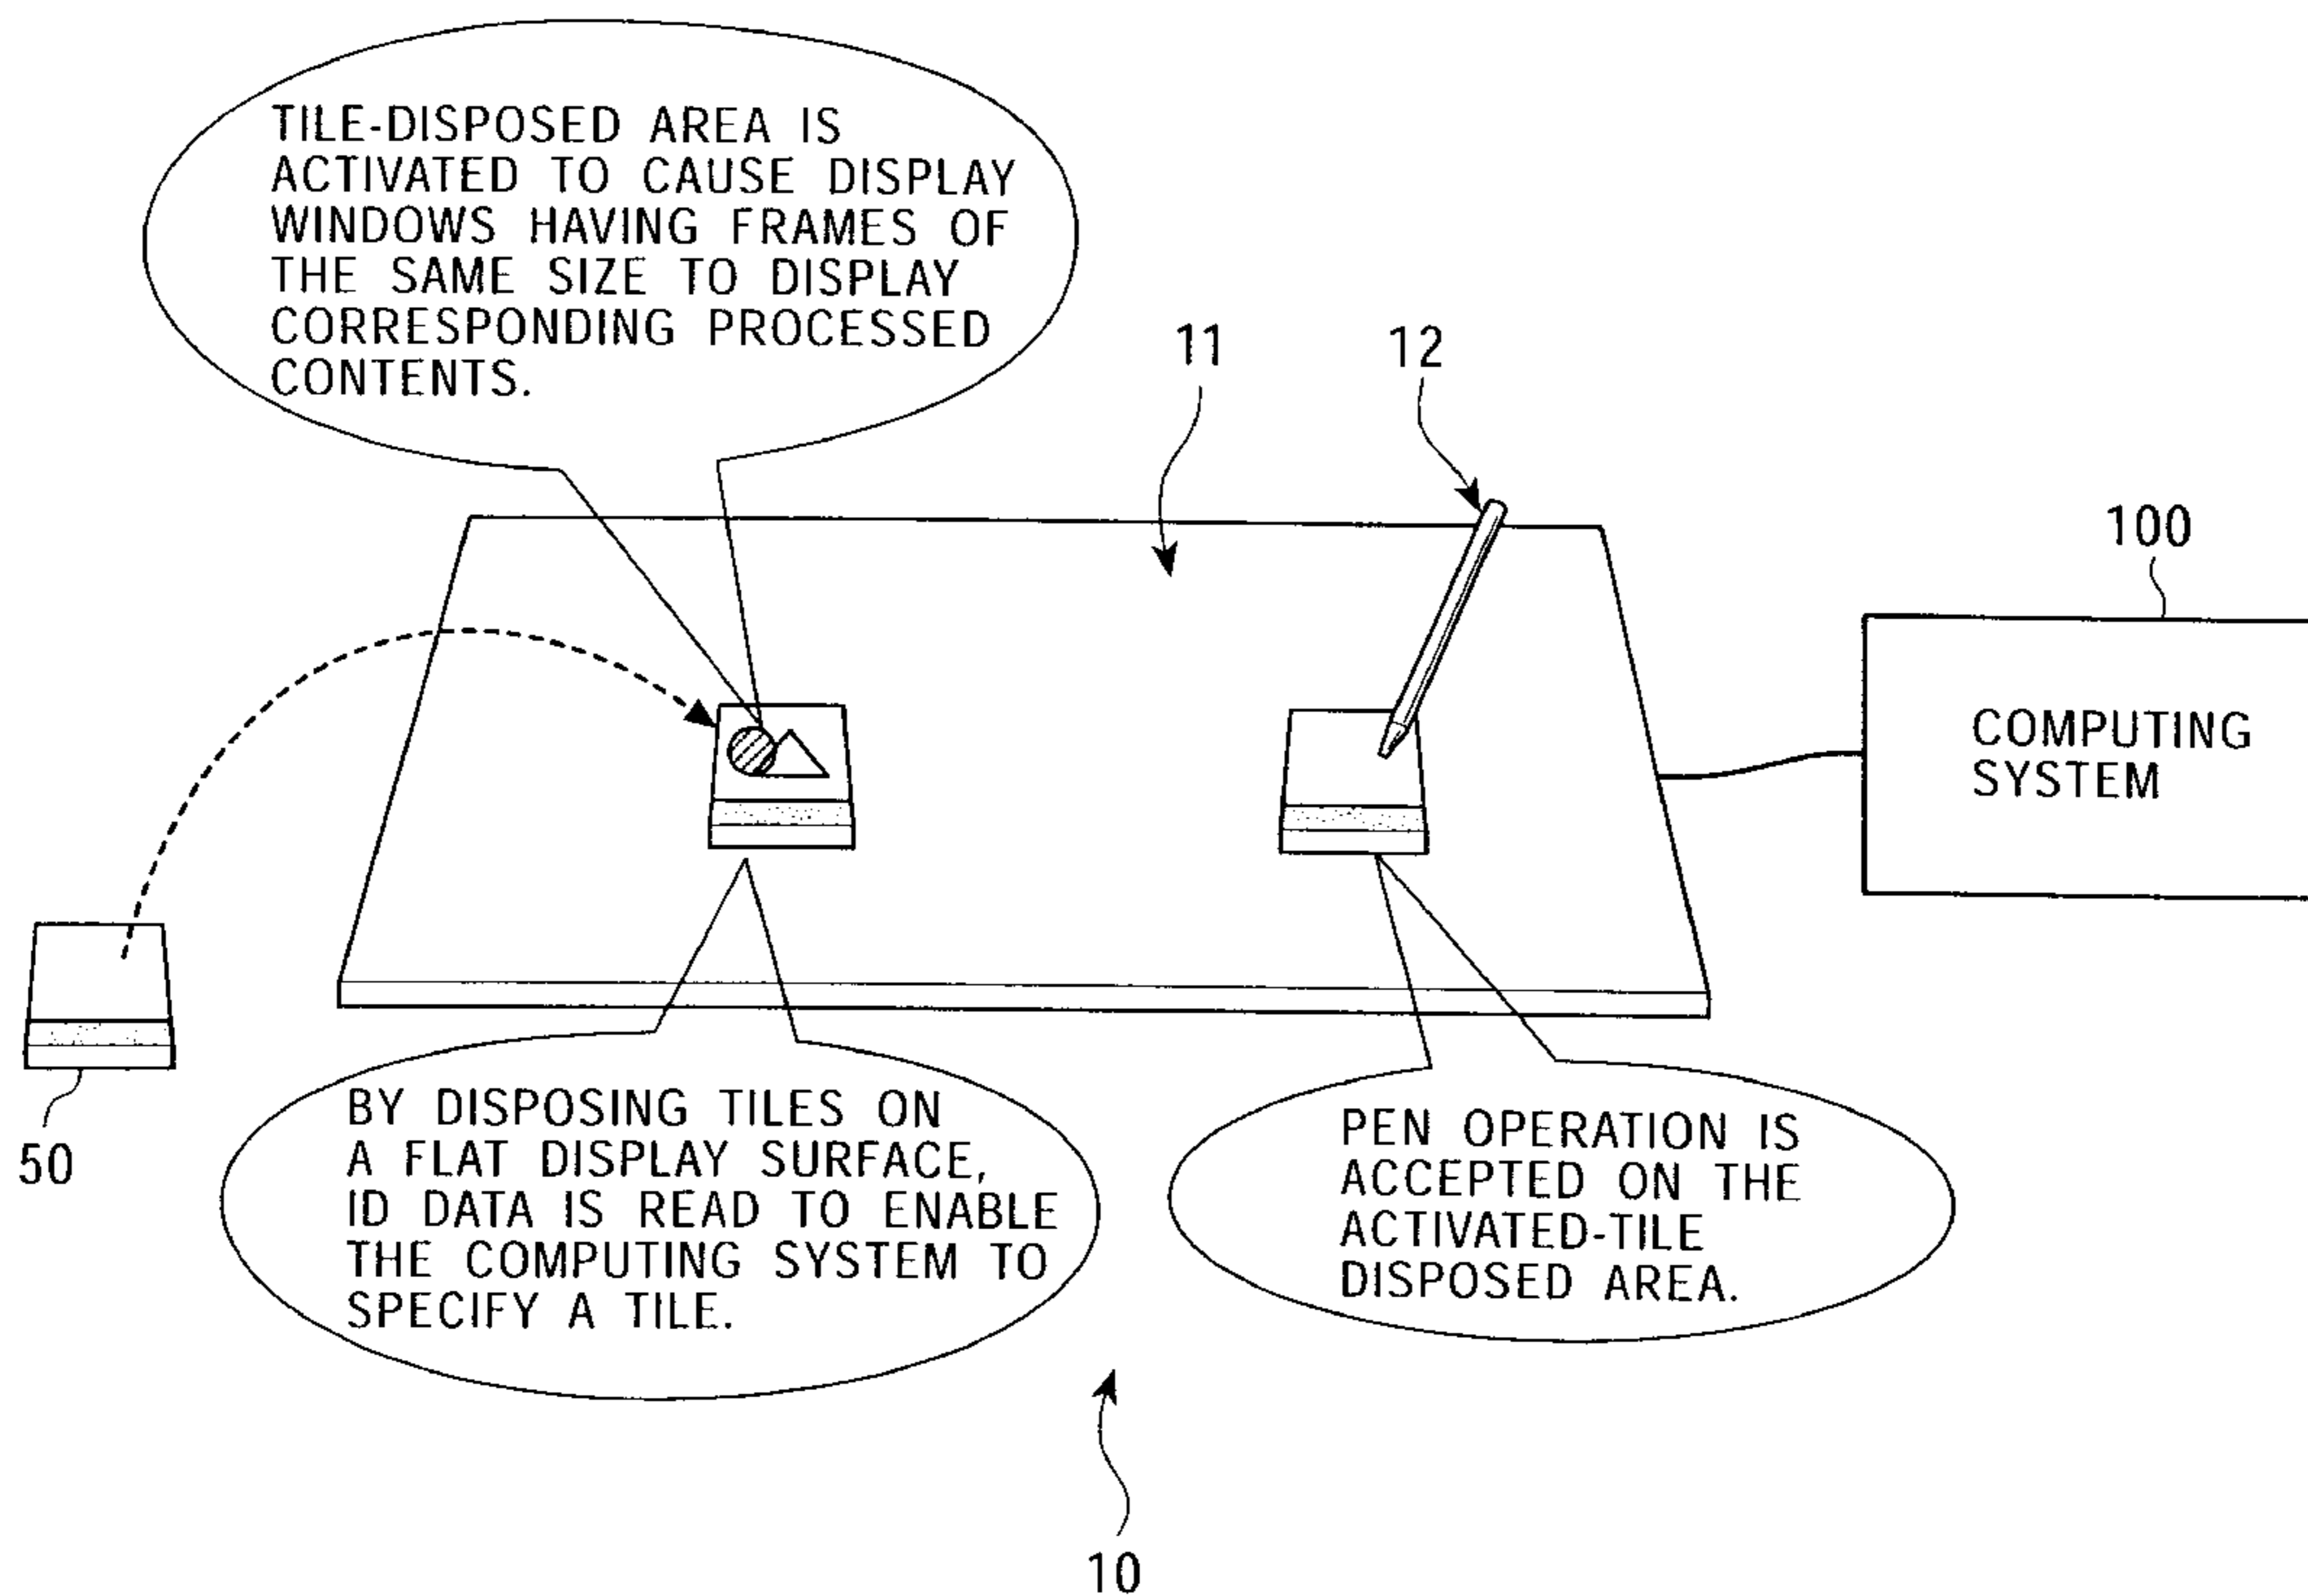 TILE-DISPOSED AREA IS
ACTIVATED TO CAUSE DISPLAY
WINDOWS HAVING FRAMES OF
THE SAME SIZE TO DISPLAY
CORRESPONDING PROCESSED
CONTENTS.
11
12
100
COMPUTING
SYSTEM
50
BY DISPOSING TILES ON
A FLAT DISPLAY SURFACE,
ID DATA IS READ TO ENABLE
THE COMPUTING SYSTEM TO
SPECIFY A TILE.
PEN OPERATION IS
ACCEPTED ON THE
ACTIVATED-TILE
DISPOSED AREA.
10